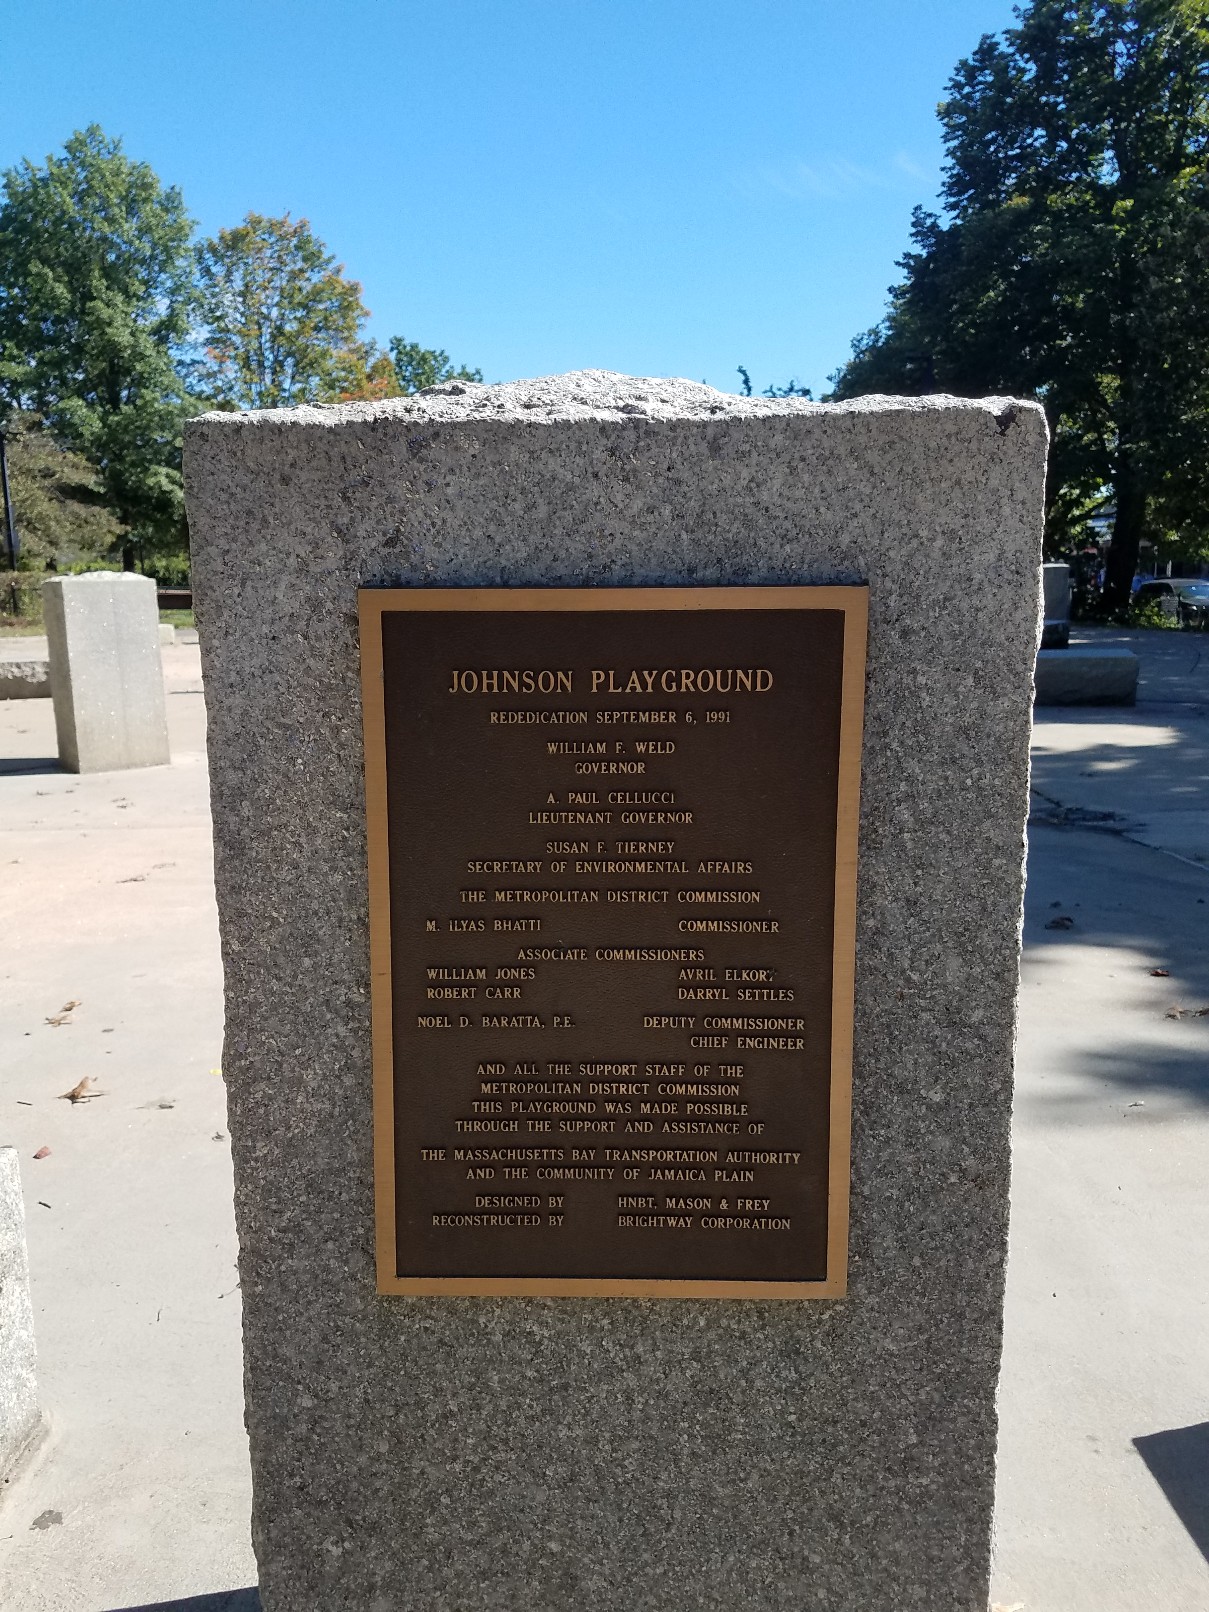 JOHNSON PLAYGROUND
REDEDICATION SEPTEMBER 6, 1991
WILLIAM F. WELD
GOVERNOR
A. PAUL CELLUCCI
LIEUTENANT GOVERNOR
SUSAN F. TIERNEY
SECRETARY OF ENVIRONMENTAL AFFAIRS
THE METROPOLITAN DISTRICT COMMISSION
M. ILYAS BHATTI COMMISSIONER
ASSOCIATE COMMISSIONERS
WILLIAM JONES AVRIL
ROBERT CARR DARRYL SETTLES
NOEL D. BARATTA, P.E. DEPUTY COMMISSIONER
CHIEF ENGINEER
AND ALL THE SUPPORT STAFF OF THE
METROPOLITAN DISTRICT COMMISSION
THIS PLAYGROUND WAS MADE POSSIBLE
THROUGH THE SUPPORT AND ASSISTANCE OF
THE MASSACHUSETTS BAY TRANSPORTATION AUTHORITY
AND THE COMMUNITY OF JAMAICA PLAIN
DESIGNED BY HNBT, MASON & FREY
RECONSTRUCTED BY BRIGHTWAY CORPORATION